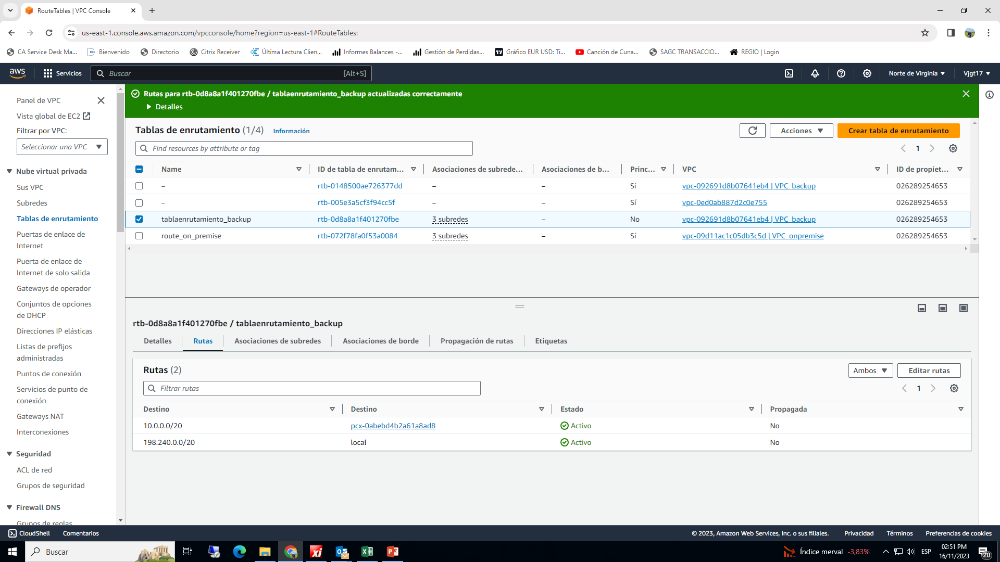 RouteTables | VPC Console
us-east-1.console.aws.amazon.com/vpcconsole/home?region=us-east-1#RouteTables:
CA Service Desk Ma... Bienvenido Directorio Citrix Receiver Última Lectura Clien... Informes Balances -... Gestión de Perdidas... Gráfico EUR USD: Ti... Canción de Cuna... SAGC TRANSACCIO... REGIO | Login
aws Servicios Buscar [Alt+S] Norte de Virginia Vjgt17
Panel de VPC
Vista global de EC2
Filtrar por VPC:
Seleccionar una VPC
Nube virtual privada
Sus VPC
Subredes
Tablas de enrutamiento
Puertas de enlace de
Internet
Puerta de enlace de
Internet de solo salida
Gateways de operador
Conjuntos de opciones
de DHCP
Direcciones IP elásticas
Listas de prefijos
administradas
Puntos de conexión
Servicios de punto de
conexión
Gateways NAT
Interconexiones
Seguridad
ACL de red
Grupos de seguridad
Firewall DNS
Grupos de reglas
Rutas para rtb-0d8a8a1f401270fbe / tablaenrutamiento_backup actualizadas correctamente
Detalles
Tablas de enrutamiento (1/4) Información
Acciones Crear tabla de enrutamiento
Find resources by attribute or tag
1
Name ID de tabla de enrutam... Asociaciones de subrede... Asociaciones de b... Princ... VPC ID de propiet...
– rtb-0148500ae726377dd – – Sí vpc-092691d8b07641eb4 | VPC_backup 026289254653
– rtb-005e3a5cf3f94cc5f – – Sí vpc-0ed0ab887d2c0e755 026289254653
tablaenrutamiento_backup rtb-0d8a8a1f401270fbe 3 subredes – No vpc-092691d8b07641eb4 | VPC_backup 026289254653
route_on_premise rtb-072f78fa0f53a0084 3 subredes – Sí vpc-09d11ac1c05db3c5d | VPC_onpremise 026289254653
rtb-0d8a8a1f401270fbe / tablaenrutamiento_backup
Detalles Rutas Asociaciones de subredes Asociaciones de borde Propagación de rutas Etiquetas
Rutas (2)
Ambos Editar rutas
Filtrar rutas
1
Destino Destino Estado Propagada
10.0.0.0/20 pcx-0abebd4b2a61a8ad8 Activo No
198.240.0.0/20 local Activo No
CloudShell Comentarios © 2023, Amazon Web Services, Inc. o sus filiales. Privacidad Términos Preferencias de cookies
Buscar Índice merval -3,83% ESP 02:51 PM
16/11/2023 20